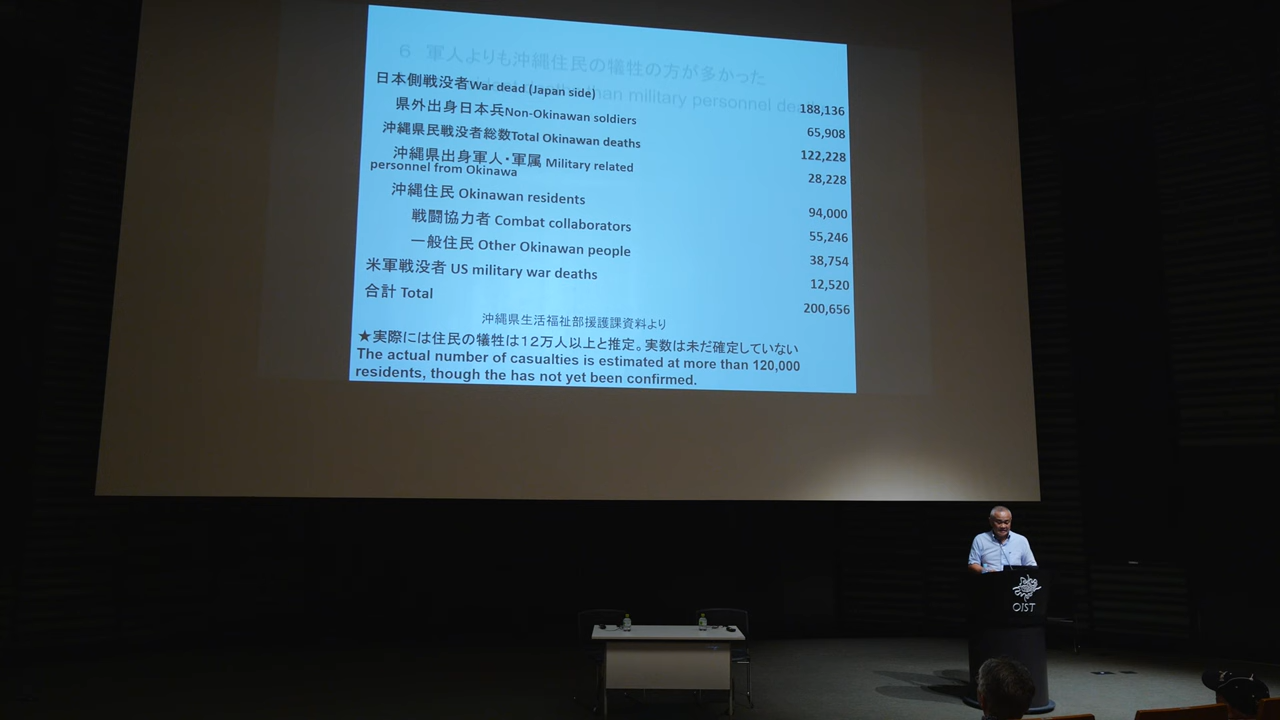 6 軍人よりも沖縄住民の犠牲の方が多かった
than military personnel de
日本側戦没者War dead (Japan side) 188,136
県外出身日本兵Non-Okinawan soldiers 65,908
沖縄県民戦没者総数Total Okinawan deaths 122,228
沖縄県出身軍人・軍属 Military related 28,228
personnel from Okinawa
沖縄住民 Okinawan residents 94,000
戦闘協力者 Combat collaborators 55,246
一般住民 Other Okinawan people 38,754
米軍戦没者 US military war deaths 12,520
合計 Total 200,656
沖縄県生活福祉部援護課資料より
★実際には住民の犠牲は12万人以上と推定。実数は未だ確定していない
The actual number of casualties is estimated at more than 120,000
residents, though the has not yet been confirmed.
OIST